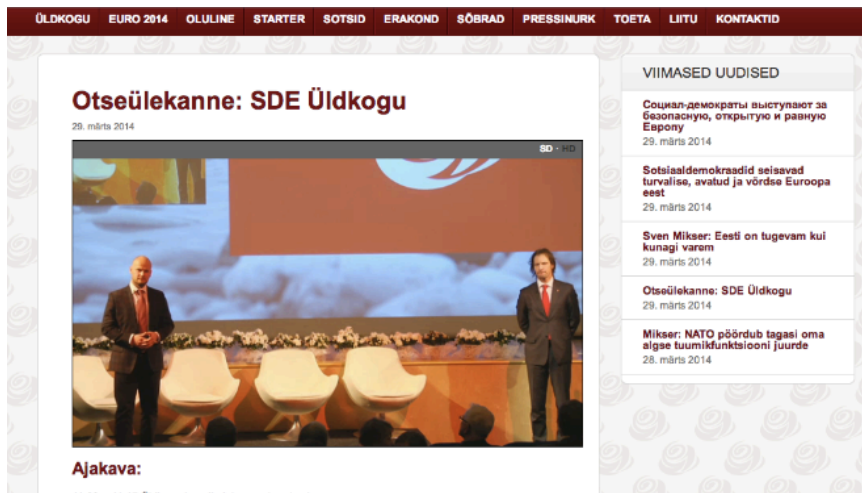 ÜLDKOGU EURO 2014 OLULINE STARTER SOTSID ERAKOND SÕBRAD PRESSINURK TOETA LIITU KONTAKTID
Otseülekanne: SDE Üldkogu
29. märts 2014
SD - HD
Ajakava:
VIIMASED UUDISED
Социал-демократы выступают за
безопасную, открытую и равную
Европу
29. märts 2014
Sotsiaaldemokraadid seisavad
turvalise, avatud ja võrdse Euroopa
eest
29. märts 2014
Sven Mikser: Eesti on tugevam kui
kunagi varem
29. märts 2014
Otseülekanne: SDE Üldkogu
29. märts 2014
Mikser: NATO pöördub tagasi oma
algse tuumikfunktsiooni juurde
28. märts 2014